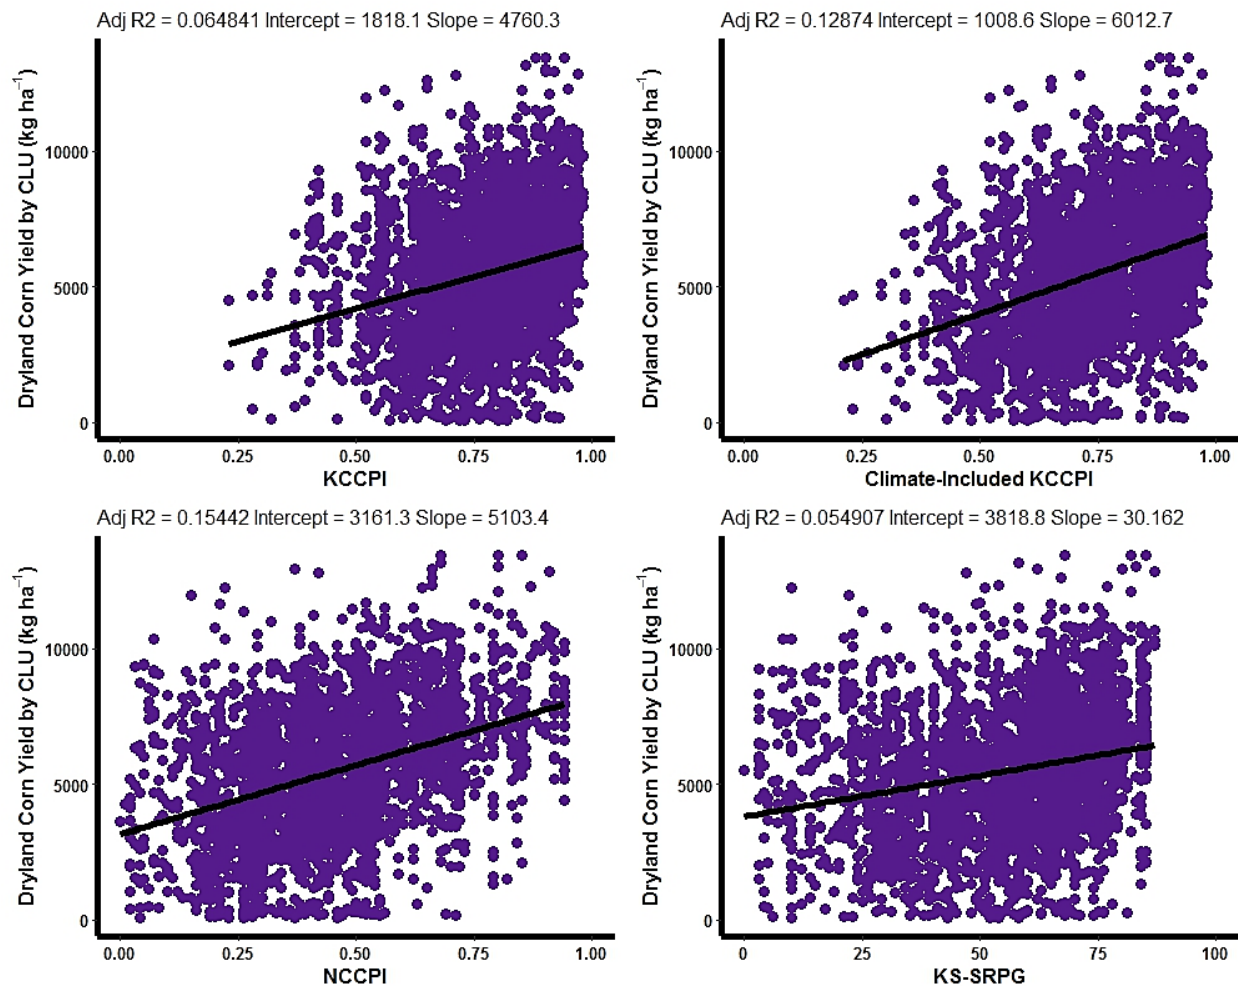 Adj R2 = 0.064841 Intercept = 1818.1 Slope = 4760.3
Dryland Corn Yield by CLU (kg ha⁻¹)
10000
5000
0
0.00 0.25 0.50 0.75 1.00
KCCPI
Adj R2 = 0.12874 Intercept = 1008.6 Slope = 6012.7
Dryland Corn Yield by CLU (kg ha⁻¹)
10000
5000
0
0.00 0.25 0.50 0.75 1.00
Climate-Included KCCPI
Adj R2 = 0.15442 Intercept = 3161.3 Slope = 5103.4
Dryland Corn Yield by CLU (kg ha⁻¹)
10000
5000
0
0.00 0.25 0.50 0.75 1.00
NCCPI
Adj R2 = 0.054907 Intercept = 3818.8 Slope = 30.162
Dryland Corn Yield by CLU (kg ha⁻¹)
10000
5000
0
0 25 50 75 100
KS-SRPG